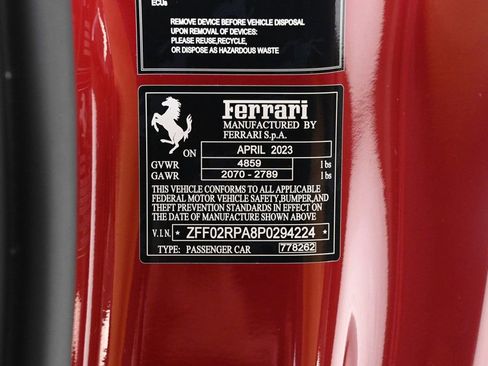 ECUs
REMOVE DEVICE BEFORE VEHICLE DISPOSAL
UPON REMOVAL OF DEVICES:
PLEASE REUSE,RECYCLE,
OR DISPOSE AS HAZARDOUS WASTE
Ferrari
MANUFACTURED BY
FERRARI S.p.A.
ON APRIL 2023
GVWR 4859 lbs
GAWR 2070 - 2789 lbs
THIS VEHICLE CONFORMS TO ALL APPLICABLE
FEDERAL MOTOR VEHICLE SAFETY,BUMPER,AND
THEFT PREVENTION STANDARDS IN EFFECT ON
THE DATE OF MANUFACTURE SHOWN ABOVE
V.I.N. * ZFF02RPA8P0294224 *
TYPE: PASSENGER CAR 778262